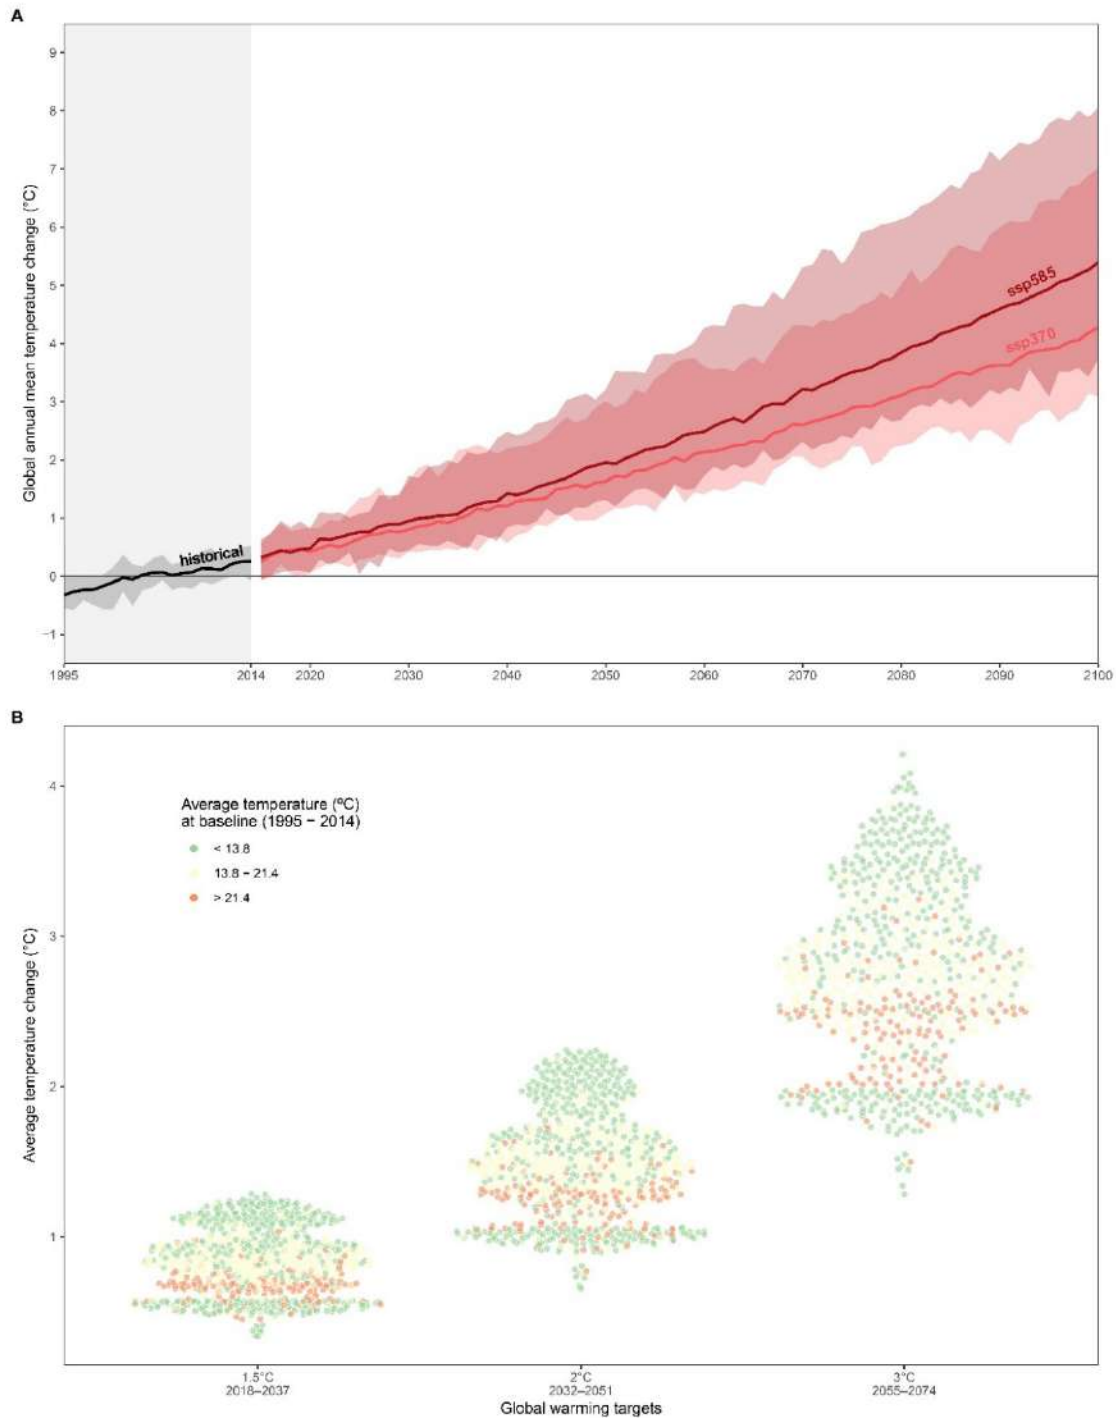 A
Global annual mean temperature change (°C)
9
8
7
6
5
4
3
2
1
0
−1
historical
ssp585
ssp370
1995
2014
2020
2030
2040
2050
2060
2070
2080
2090
2100
B
Average temperature change (°C)
4
3
2
1
Average temperature (ºC)
at baseline (1995 − 2014)
< 13.8
13.8 − 21.4
> 21.4
1.5°C
2018–2037
2°C
2032–2051
3°C
2055–2074
Global warming targets